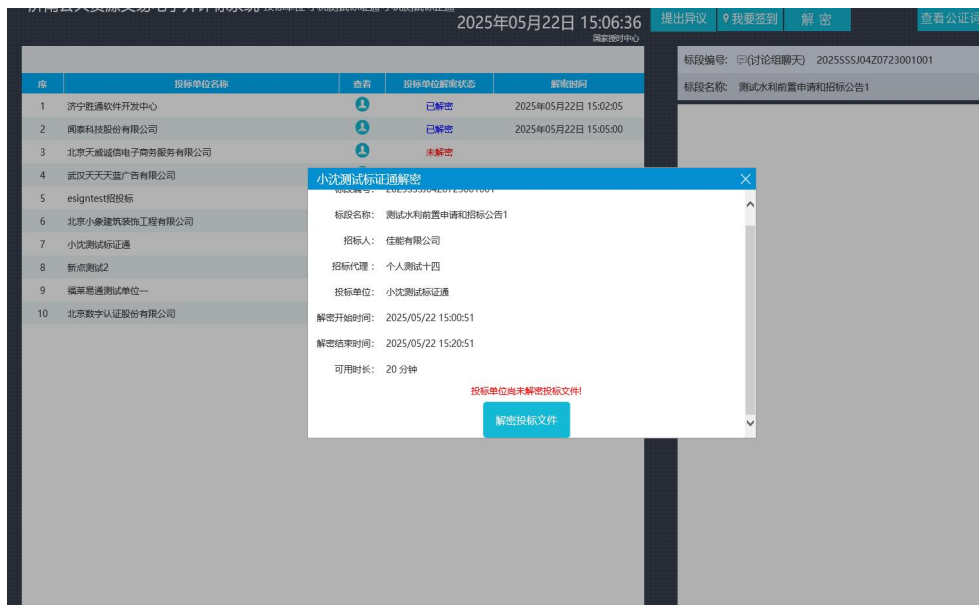 2025年05月22日 15:06:36
国家授时中心
提出异议 我要签到 解 密 查看公证词
标段编号: (讨论组聊天) 2025SSSJ04Z0723001001
标段名称: 测试水利前置申请和招标公告1
序 投标单位名称 查看 投标单位解密状态 解密时间
1 济宁胜通软件开发中心 已解密 2025年05月22日 15:02:05
2 闻泰科技股份有限公司 已解密 2025年05月22日 15:05:00
3 北京天威诚信电子商务服务有限公司 未解密
4 武汉天天天蓝广告有限公司
5 esigntest招投标
6 北京小象建筑装饰工程有限公司
7 小沈测试标证通
8 新点测试2
9 福莱易通测试单位一
10 北京数字认证股份有限公司
小沈测试标证通解密
标段名称: 测试水利前置申请和招标公告1
招标人: 佳能有限公司
招标代理: 个人测试十四
投标单位: 小沈测试标证通
解密开始时间: 2025/05/22 15:00:51
解密结束时间: 2025/05/22 15:20:51
可用时长: 20 分钟
投标单位尚未解密投标文件!
解密投标文件